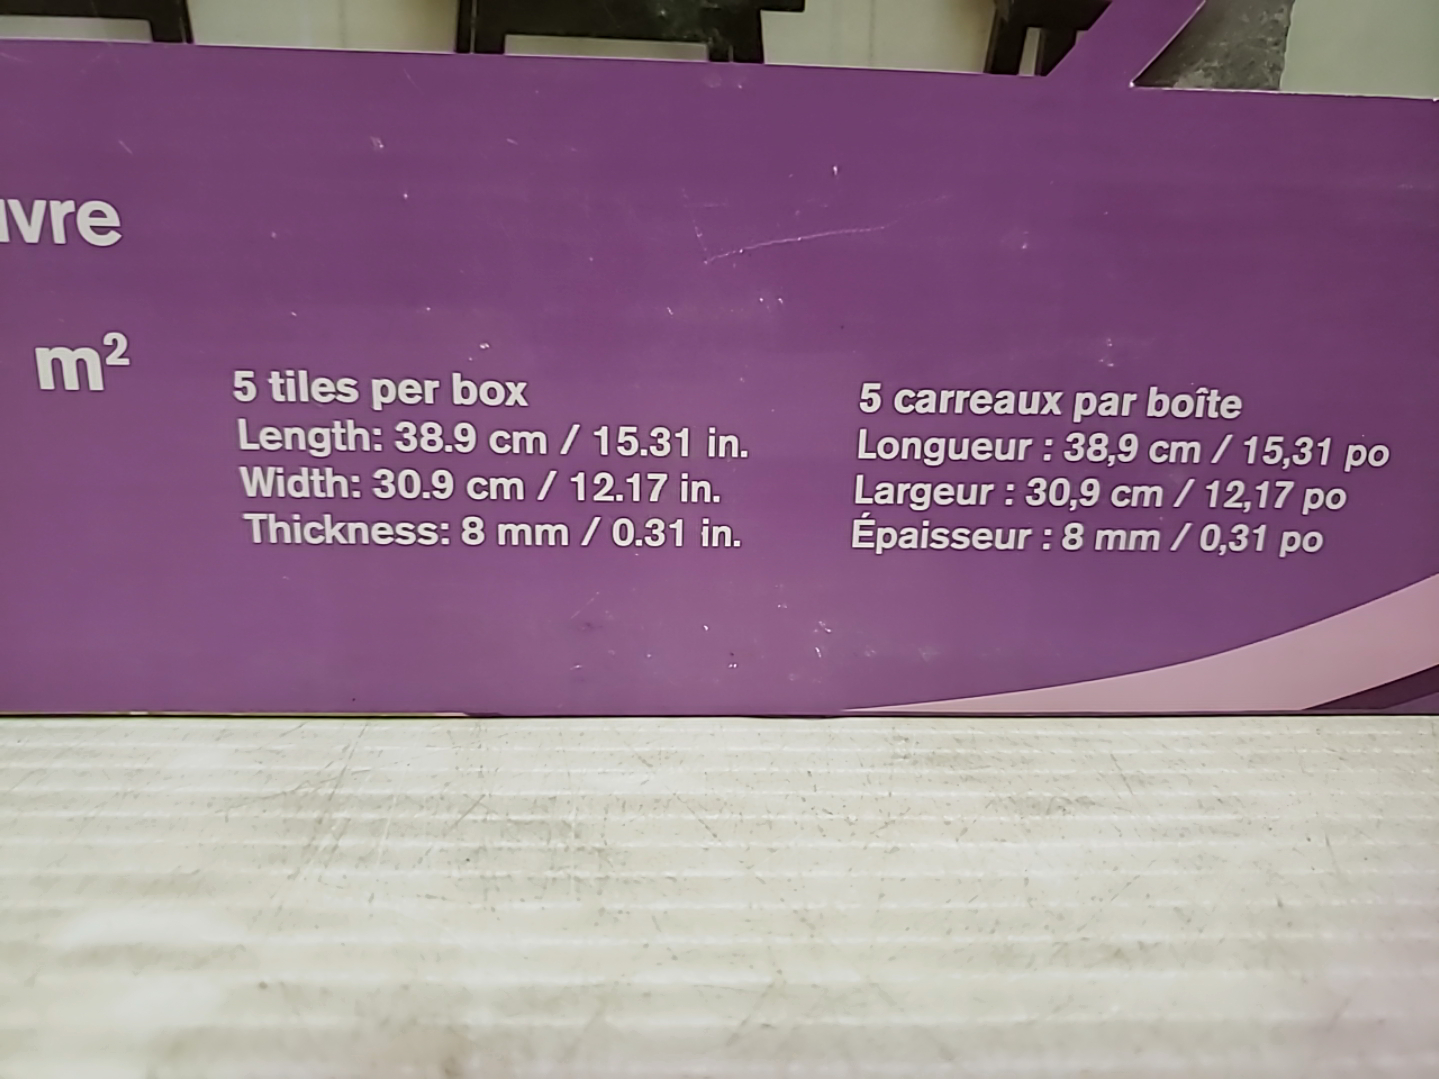 m²
5 tiles per box
Length: 38.9 cm / 15.31 in.
Width: 30.9 cm / 12.17 in.
Thickness: 8 mm / 0.31 in.
5 carreaux par boîte
Longueur : 38,9 cm / 15,31 po
Largeur : 30,9 cm / 12,17 po
Épaisseur : 8 mm / 0,31 po